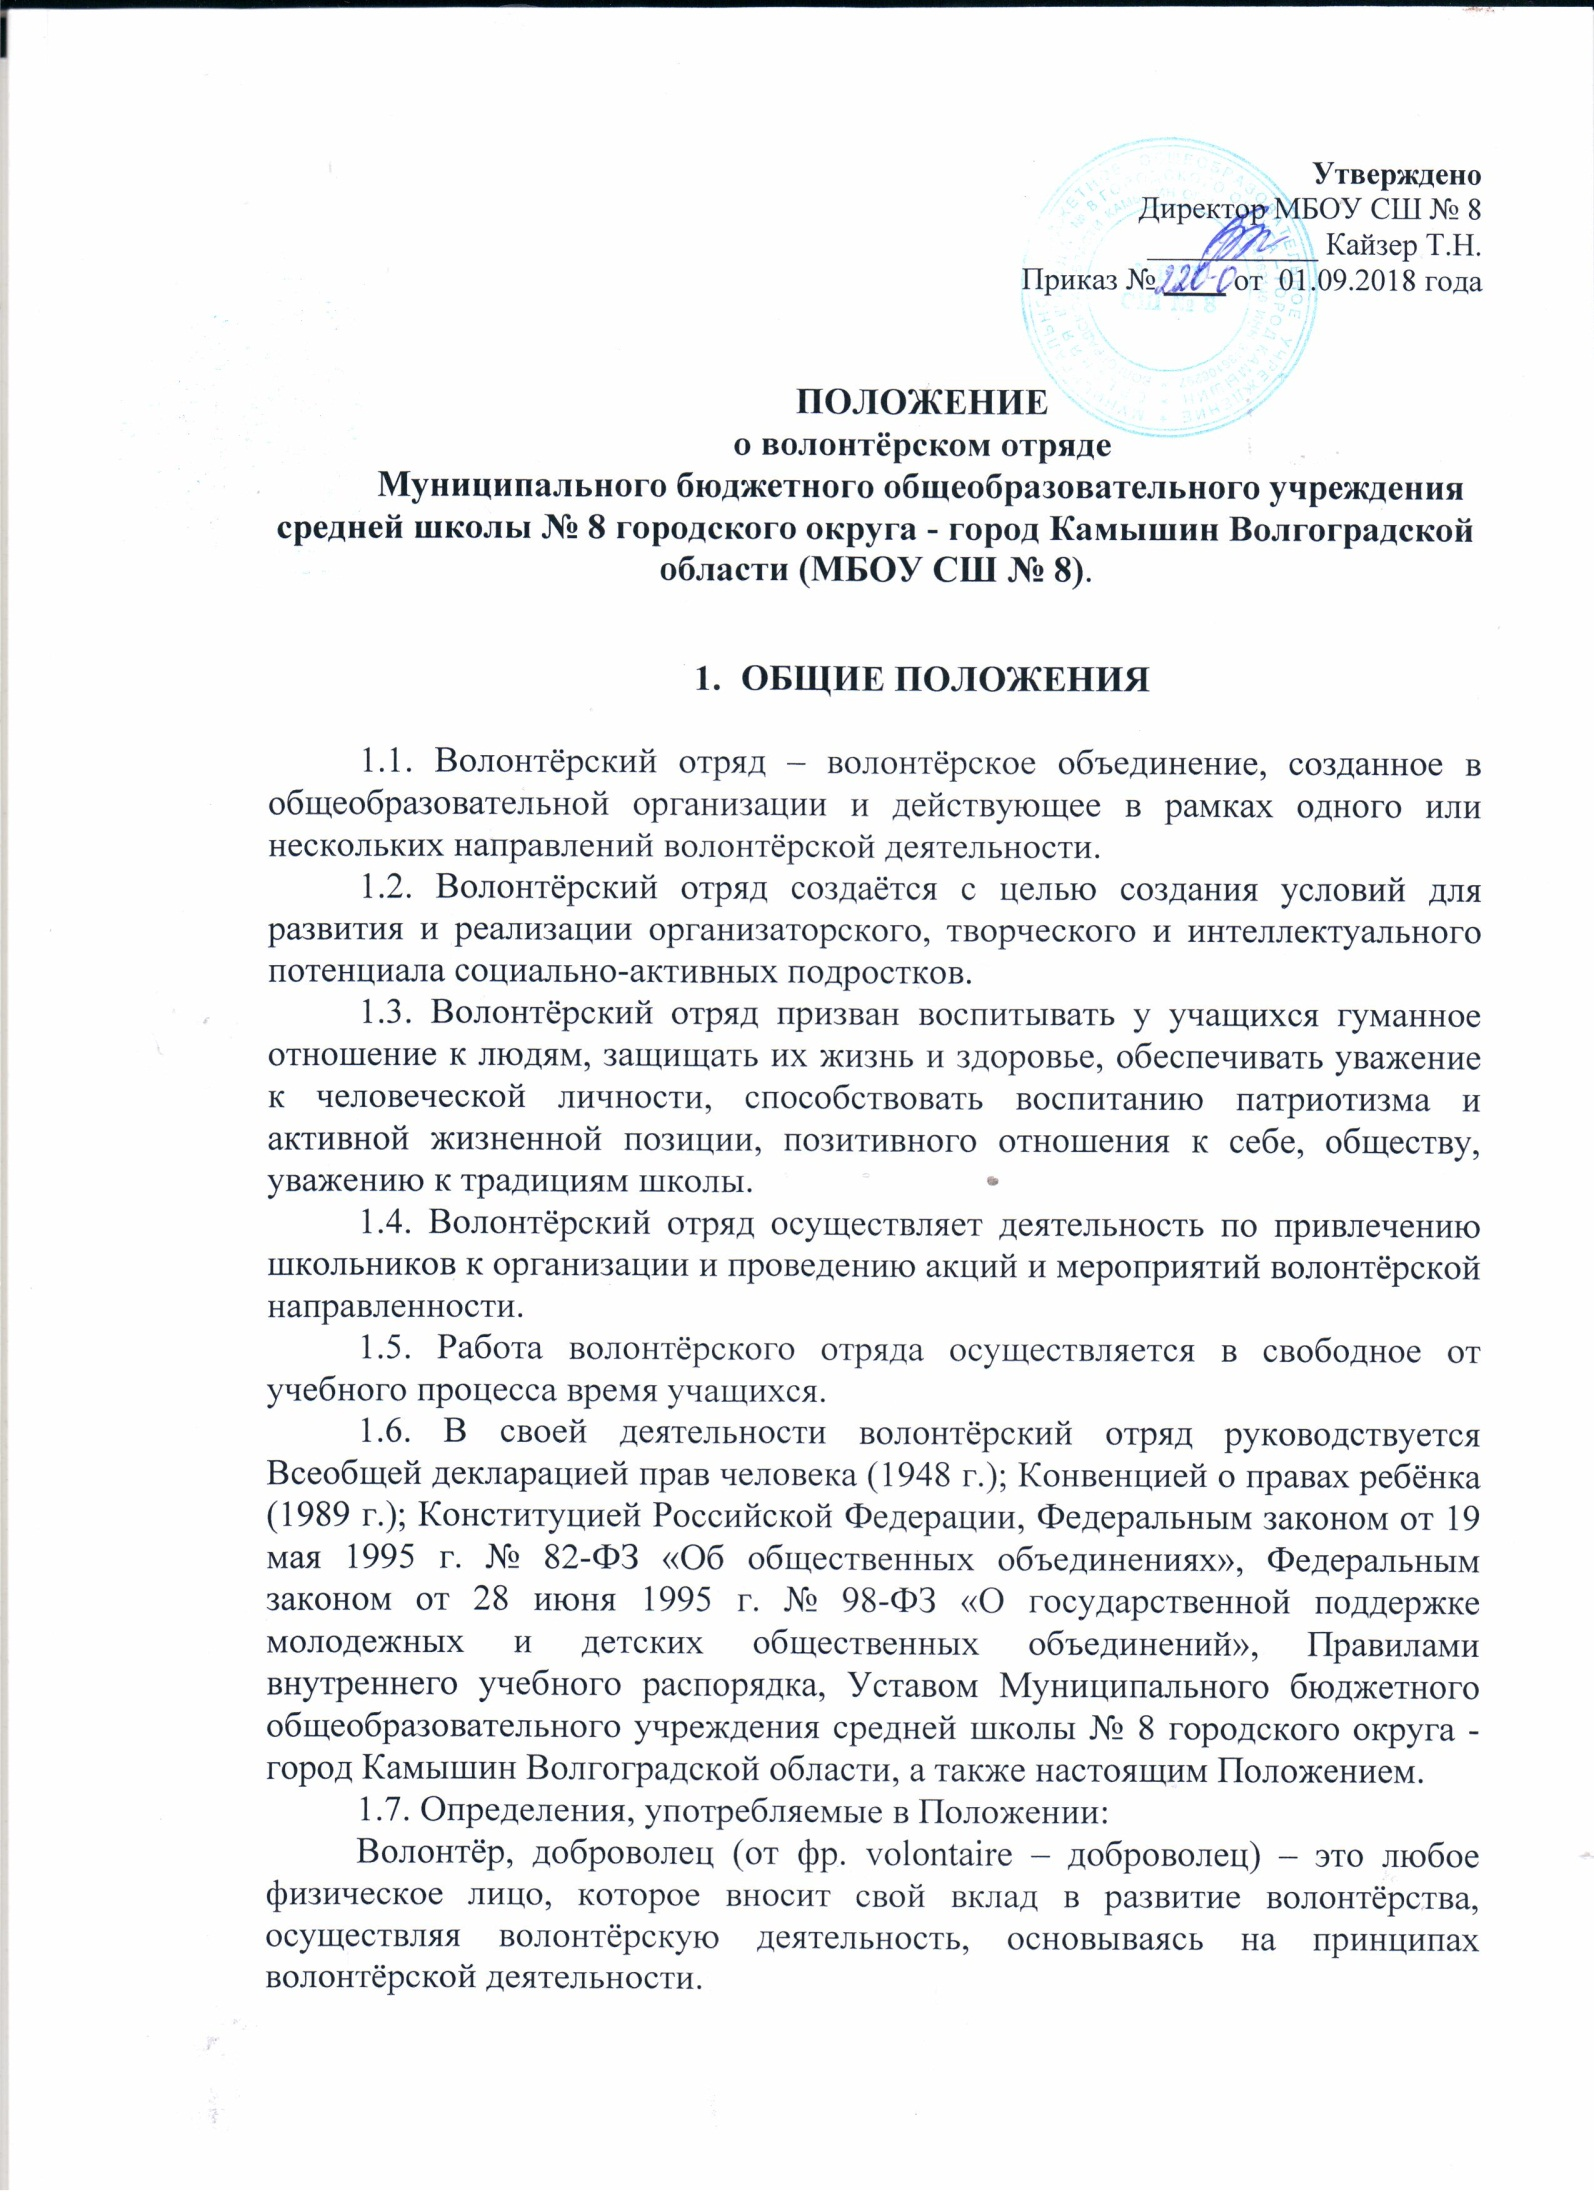 Утверждено
Директор МБОУ СШ № 8
____________ Кайзер Т.Н.
Приказ № 220-О от 01.09.2018 года
СШ № 8
ПОЛОЖЕНИЕ
о волонтёрском отряде
Муниципального бюджетного общеобразовательного учреждения
средней школы № 8 городского округа - город Камышин Волгоградской
области (МБОУ СШ № 8).
1. ОБЩИЕ ПОЛОЖЕНИЯ
1.1. Волонтёрский отряд – волонтёрское объединение, созданное в
общеобразовательной организации и действующее в рамках одного или
нескольких направлений волонтёрской деятельности.
1.2. Волонтёрский отряд создаётся с целью создания условий для
развития и реализации организаторского, творческого и интеллектуального
потенциала социально-активных подростков.
1.3. Волонтёрский отряд призван воспитывать у учащихся гуманное
отношение к людям, защищать их жизнь и здоровье, обеспечивать уважение
к человеческой личности, способствовать воспитанию патриотизма и
активной жизненной позиции, позитивного отношения к себе, обществу,
уважению к традициям школы.
1.4. Волонтёрский отряд осуществляет деятельность по привлечению
школьников к организации и проведению акций и мероприятий волонтёрской
направленности.
1.5. Работа волонтёрского отряда осуществляется в свободное от
учебного процесса время учащихся.
1.6. В своей деятельности волонтёрский отряд руководствуется
Всеобщей декларацией прав человека (1948 г.); Конвенцией о правах ребёнка
(1989 г.); Конституцией Российской Федерации, Федеральным законом от 19
мая 1995 г. № 82-ФЗ «Об общественных объединениях», Федеральным
законом от 28 июня 1995 г. № 98-ФЗ «О государственной поддержке
молодежных и детских общественных объединений», Правилами
внутреннего учебного распорядка, Уставом Муниципального бюджетного
общеобразовательного учреждения средней школы № 8 городского округа -
город Камышин Волгоградской области, а также настоящим Положением.
1.7. Определения, употребляемые в Положении:
Волонтёр, доброволец (от фр. volontaire – доброволец) – это любое
физическое лицо, которое вносит свой вклад в развитие волонтёрства,
осуществляя волонтёрскую деятельность, основываясь на принципах
волонтёрской деятельности.